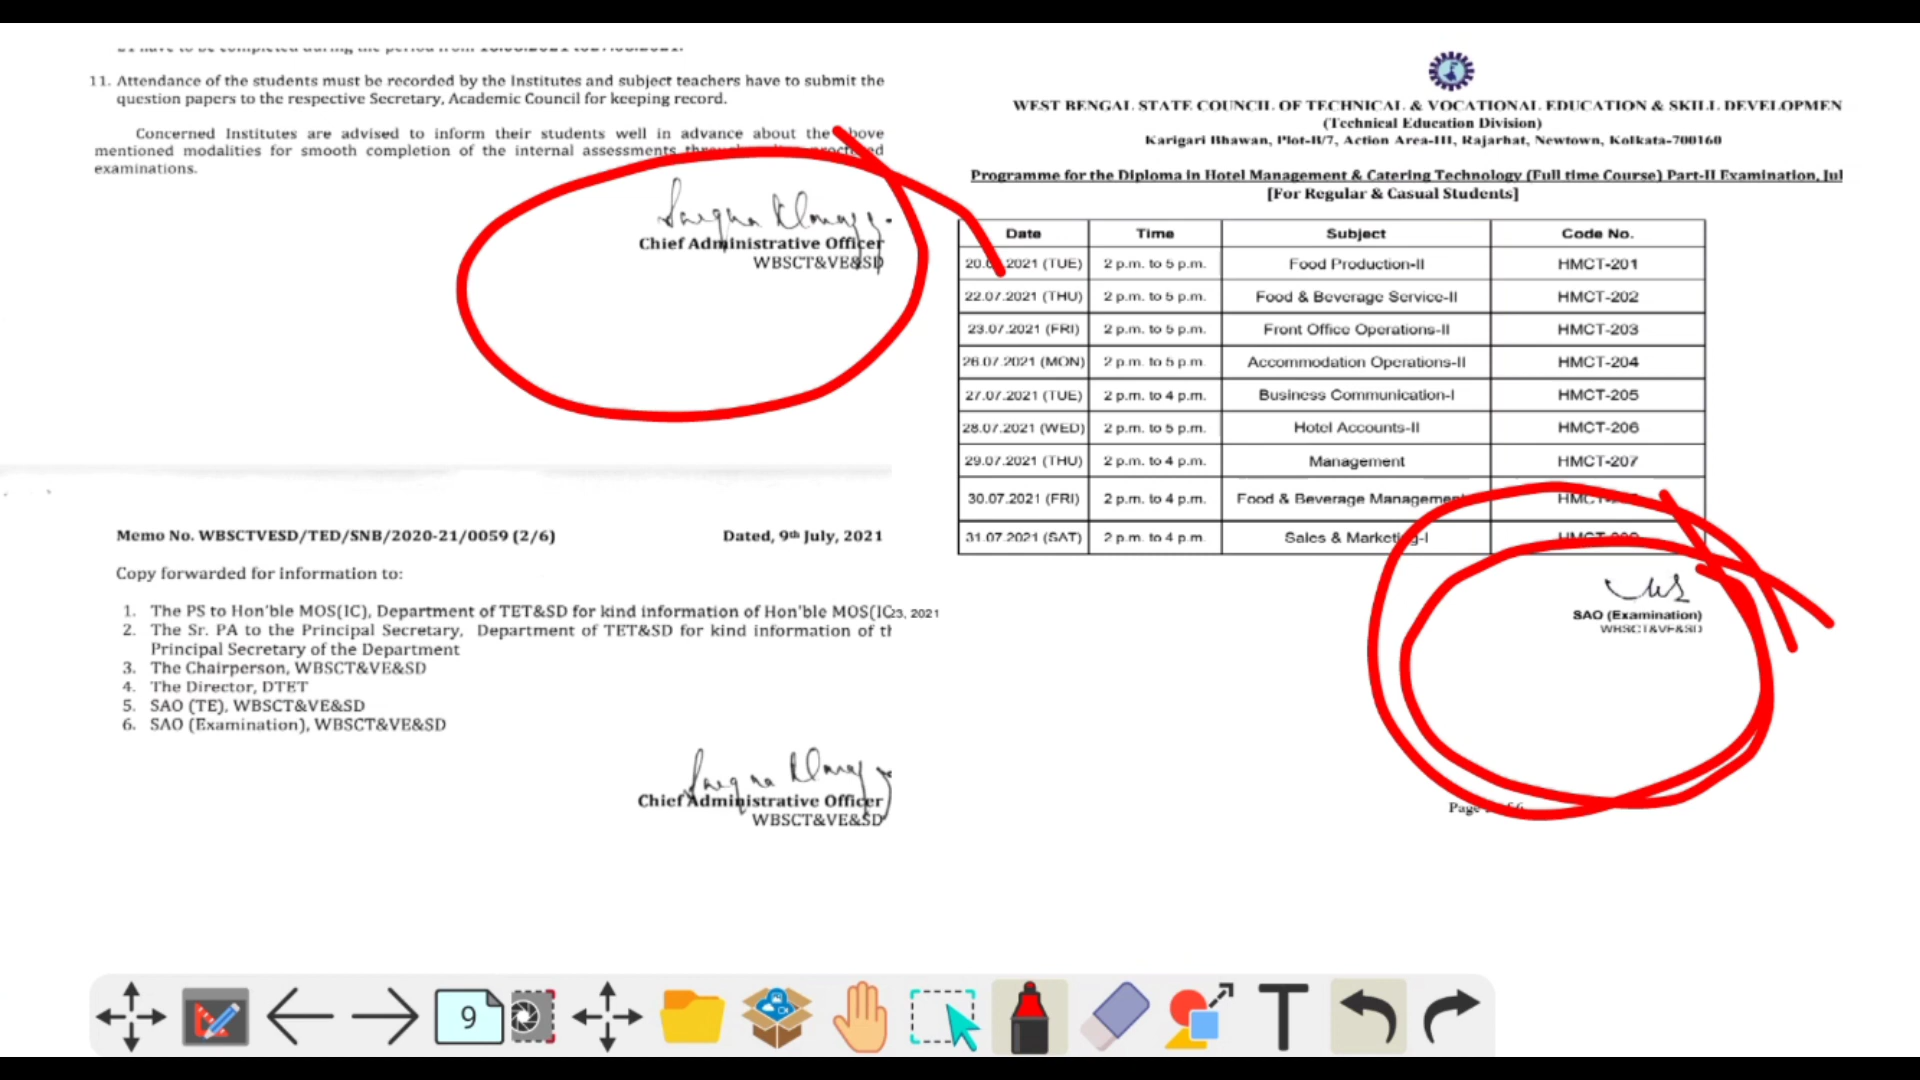 11. Attendance of the students must be recorded by the Institutes and subject teachers have to submit the
question papers to the respective Secretary, Academic Council for keeping record.
Concerned Institutes are advised to inform their students well in advance about the above
mentioned modalities for smooth completion of the internal assessments
examinations.
Chief Administrative Officer
WBSCT&VE&SD
Memo No. WBSCTVESD/TED/SNB/2020-21/0059 (2/6)
Dated, 9th July, 2021
Copy forwarded for information to:
1. The PS to Hon'ble MOS(IC), Department of TET&SD for kind information of Hon'ble MOS(IC
23, 2021
2. The Sr. PA to the Principal Secretary, Department of TET&SD for kind information of
Principal Secretary of the Department
3. The Chairperson, WBSCT&VE&SD
4. The Director, DTET
5. SAO (TE), WBSCT&VE&SD
6. SAO (Examination), WBSCT&VE&SD
Chief Administrative Officer
WBSCT&VE&SD
WEST BENGAL STATE COUNCIL OF TECHNICAL & VOCATIONAL EDUCATION & SKILL DEVELOPMEN
(Technical Education Division)
Karigari Bhawan, Plot-B/7, Action Area-III, Rajarhat, Newtown, Kolkata-700160
Programme for the Diploma in Hotel Management & Catering Technology (Full time Course) Part-II Examination, Jul
[For Regular & Casual Students]
Date Time Subject Code No.
2021 (TUE) 2 p.m. to 5 p.m. Food Production-II HMCT-201
22.07.2021 (THU) 2 p.m. to 5 p.m. Food & Beverage Service-II HMCT-202
23.07.2021 (FRI) 2 p.m. to 5 p.m. Front Office Operations-II HMCT-203
26.07.2021 (MON) 2 p.m. to 5 p.m. Accommodation Operations-II HMCT-204
27.07.2021 (TUE) 2 p.m. to 4 p.m. Business Communication-I HMCT-205
28.07.2021 (WED) 2 p.m. to 5 p.m. Hotel Accounts-II HMCT-206
29.07.2021 (THU) 2 p.m. to 4 p.m. Management HMCT-207
30.07.2021 (FRI) 2 p.m. to 4 p.m. Food & Beverage Management
31.07.2021 (SAT) 2 p.m. to 4 p.m. Sales & Marketing-I
SAO (Examination)
WBSCT&VE&SD
Page
9
T